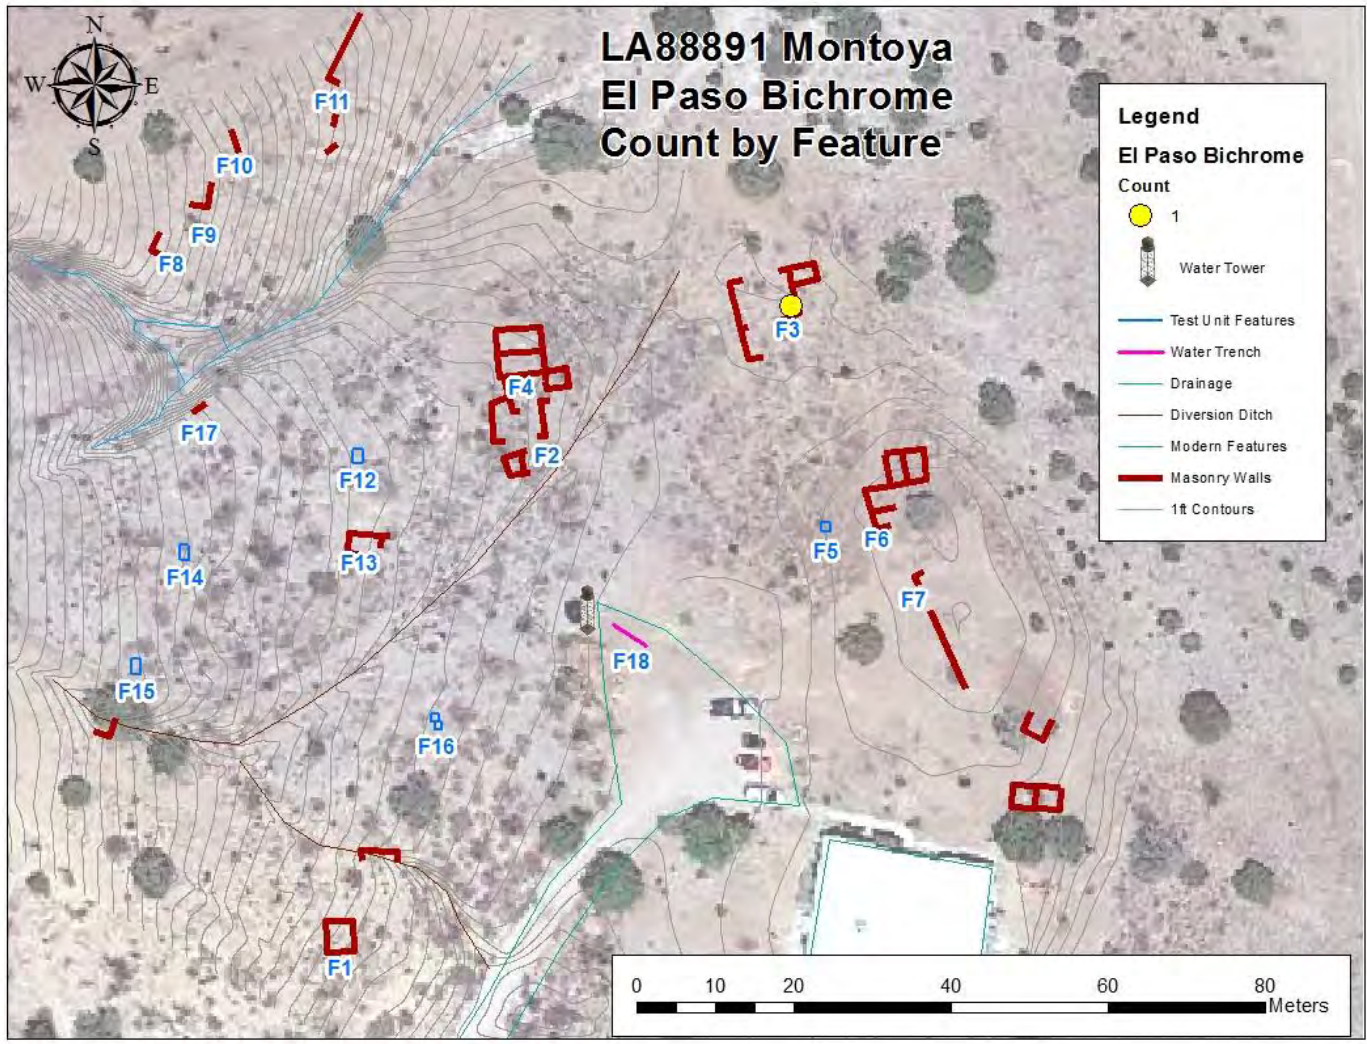 N
W E
S
LA88891 Montoya
El Paso Bichrome
Count by Feature
Legend
El Paso Bichrome
Count
1
Water Tower
Test Unit Features
Water Trench
Drainage
Diversion Ditch
Modern Features
Masonry Walls
1ft Contours
F11
F10
F9
F8
F3
F4
F17
F2
F12
F5
F6
F13
F14
F7
F18
F15
F16
F1
0 10 20 40 60 80
Meters